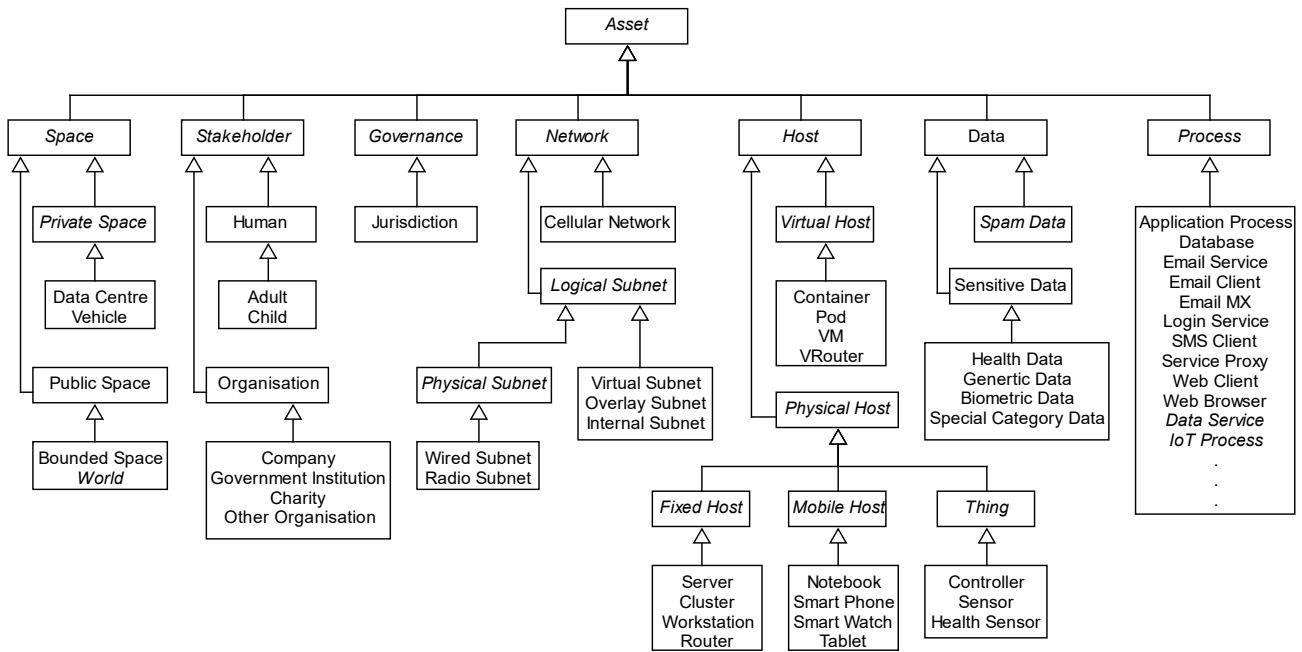 Asset
Space
Stakeholder
Governance
Network
Host
Data
Process
Private Space
Human
Jurisdiction
Cellular Network
Virtual Host
Spam Data
Application Process
Database
Email Service
Email Client
Email MX
Login Service
SMS Client
Service Proxy
Web Client
Web Browser
Data Service
IoT Process
.
.
.
Data Centre
Vehicle
Adult
Child
Logical Subnet
Container
Pod
VM
VRouter
Sensitive Data
Public Space
Organisation
Physical Subnet
Virtual Subnet
Overlay Subnet
Internal Subnet
Physical Host
Health Data
Genertic Data
Biometric Data
Special Category Data
Bounded Space
World
Company
Government Institution
Charity
Other Organisation
Wired Subnet
Radio Subnet
Fixed Host
Mobile Host
Thing
Server
Cluster
Workstation
Router
Notebook
Smart Phone
Smart Watch
Tablet
Controller
Sensor
Health Sensor